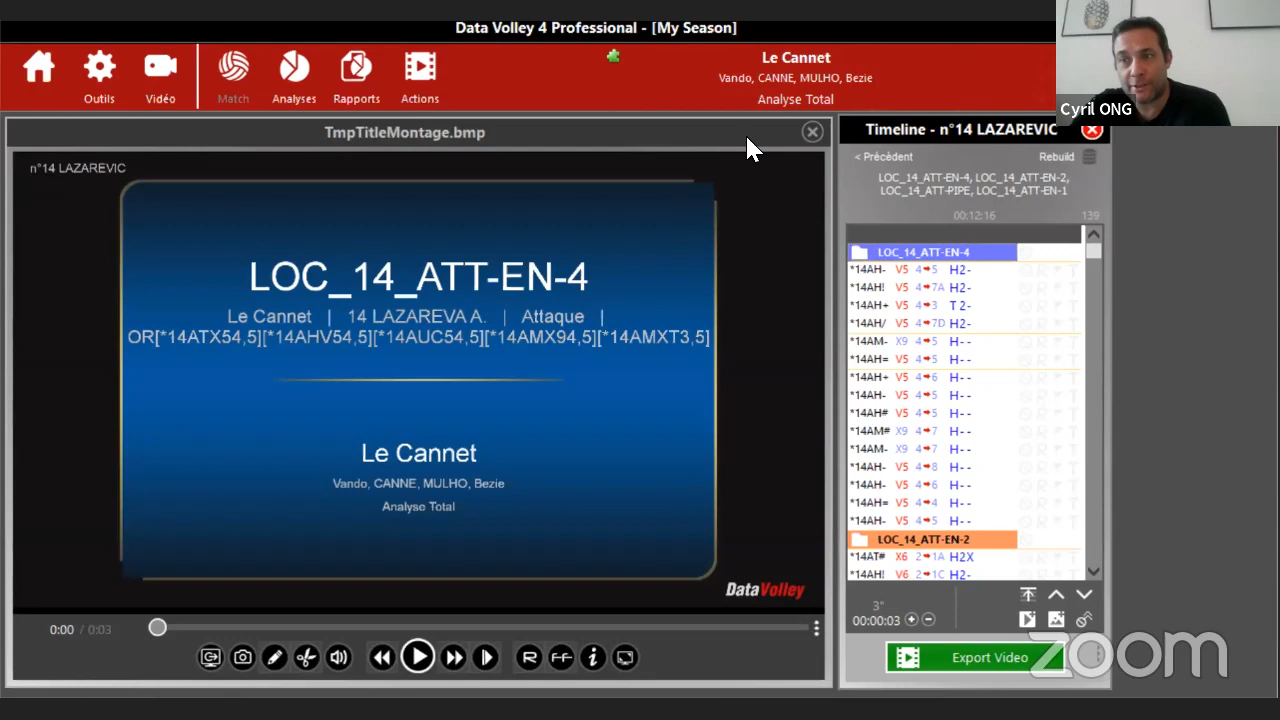 Data Volley 4 Professional - [My Season]
Outils
Vidéo
Match
Analyses
Rapports
Actions
Le Cannet
Vando, CANNE, MULHO, Bezie
Analyse Total
Cyril ONG
TmpTitleMontage.bmp
n°14 LAZAREVIC
LOC_14_ATT-EN-4
Le Cannet | 14 LAZAREVA A. | Attaque |
OR[*14ATX54,5][*14AHV54,5][*14AUC54,5][*14AMX94,5][*14AMXT3,5]
Le Cannet
Vando, CANNE, MULHO, Bezie
Analyse Total
DataVolley
0:00 / 0:03
R
FF
i
Timeline - n°14 LAZAREVIC
< Précédent
Rebuild
LOC_14_ATT-EN-4, LOC_14_ATT-EN-2,
LOC_14_ATT-PIPE, LOC_14_ATT-EN-1
00:12:16 139
LOC_14_ATT-EN-4
*14AH- V5 4 5 H2-
*14AH! V5 4 7A H2-
*14AH+ V5 4 3 T2-
*14AH/ V5 4 7D H2-
*14AM- X9 4 5 H--
*14AH= V5 4 5 H--
*14AH+ V5 4 6 H--
*14AH- V5 4 5 H--
*14AH# V5 4 5 H--
*14AM# X9 4 7 H--
*14AM- X9 4 7 H--
*14AH- V5 4 8 H--
*14AH- V5 4 6 H--
*14AH= V5 4 4 H--
*14AH- V5 4 5 H--
LOC_14_ATT-EN-2
*14AT# X6 2 1A H2X
*14AH! V6 2 1C H2-
3"
00:00:03
Export Video
zoom